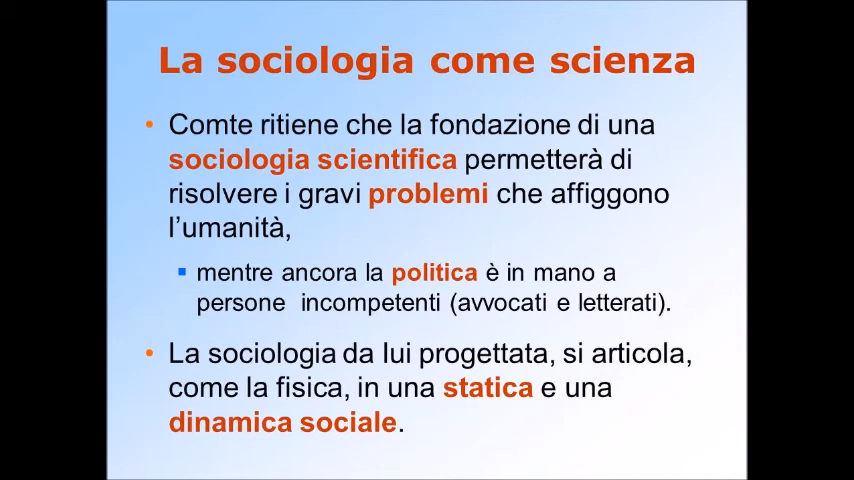 La sociologia come scienza
• Comte ritiene che la fondazione di una
sociologia scientifica permetterà di
risolvere i gravi problemi che affiggono
l’umanità,
▪ mentre ancora la politica è in mano a
persone incompetenti (avvocati e letterati).
• La sociologia da lui progettata, si articola,
come la fisica, in una statica e una
dinamica sociale.